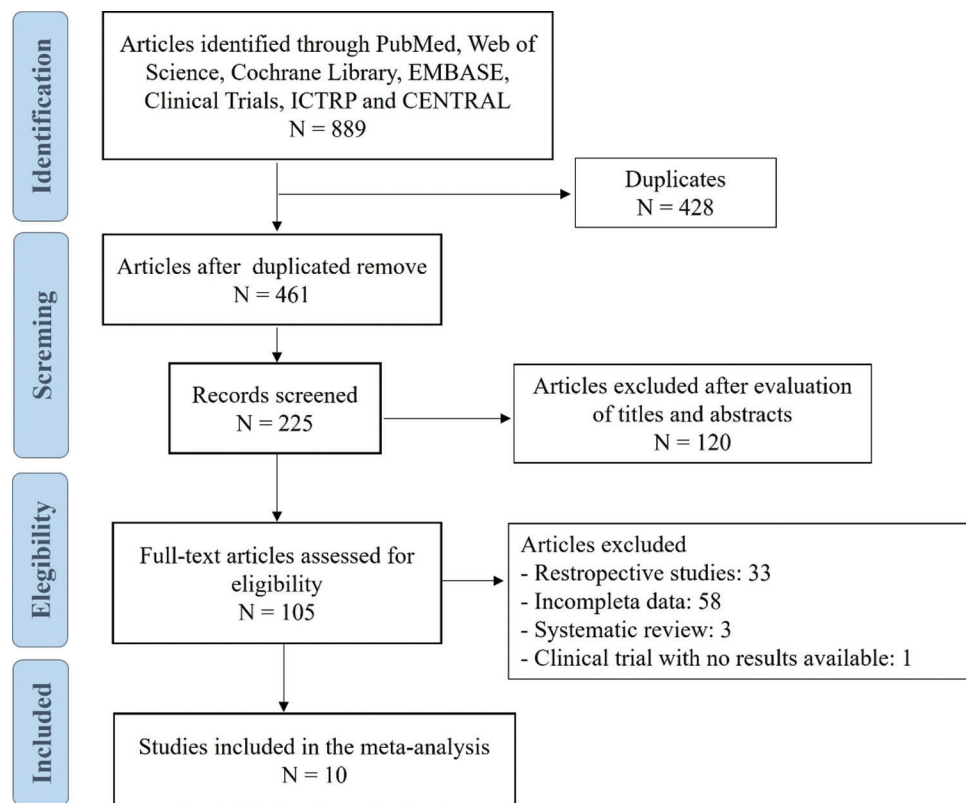 Identification
Articles identified through PubMed, Web of
Science, Cochrane Library, EMBASE,
Clinical Trials, ICTRP and CENTRAL
N = 889
Duplicates
N = 428
Screming
Articles after duplicated remove
N = 461
Records screened
N = 225
Articles excluded after evaluation
of titles and abstracts
N = 120
Elegibility
Full-text articles assessed for
eligibility
N = 105
Articles excluded
- Restropective studies: 33
- Incompleta data: 58
- Systematic review: 3
- Clinical trial with no results available: 1
Included
Studies included in the meta-analysis
N = 10